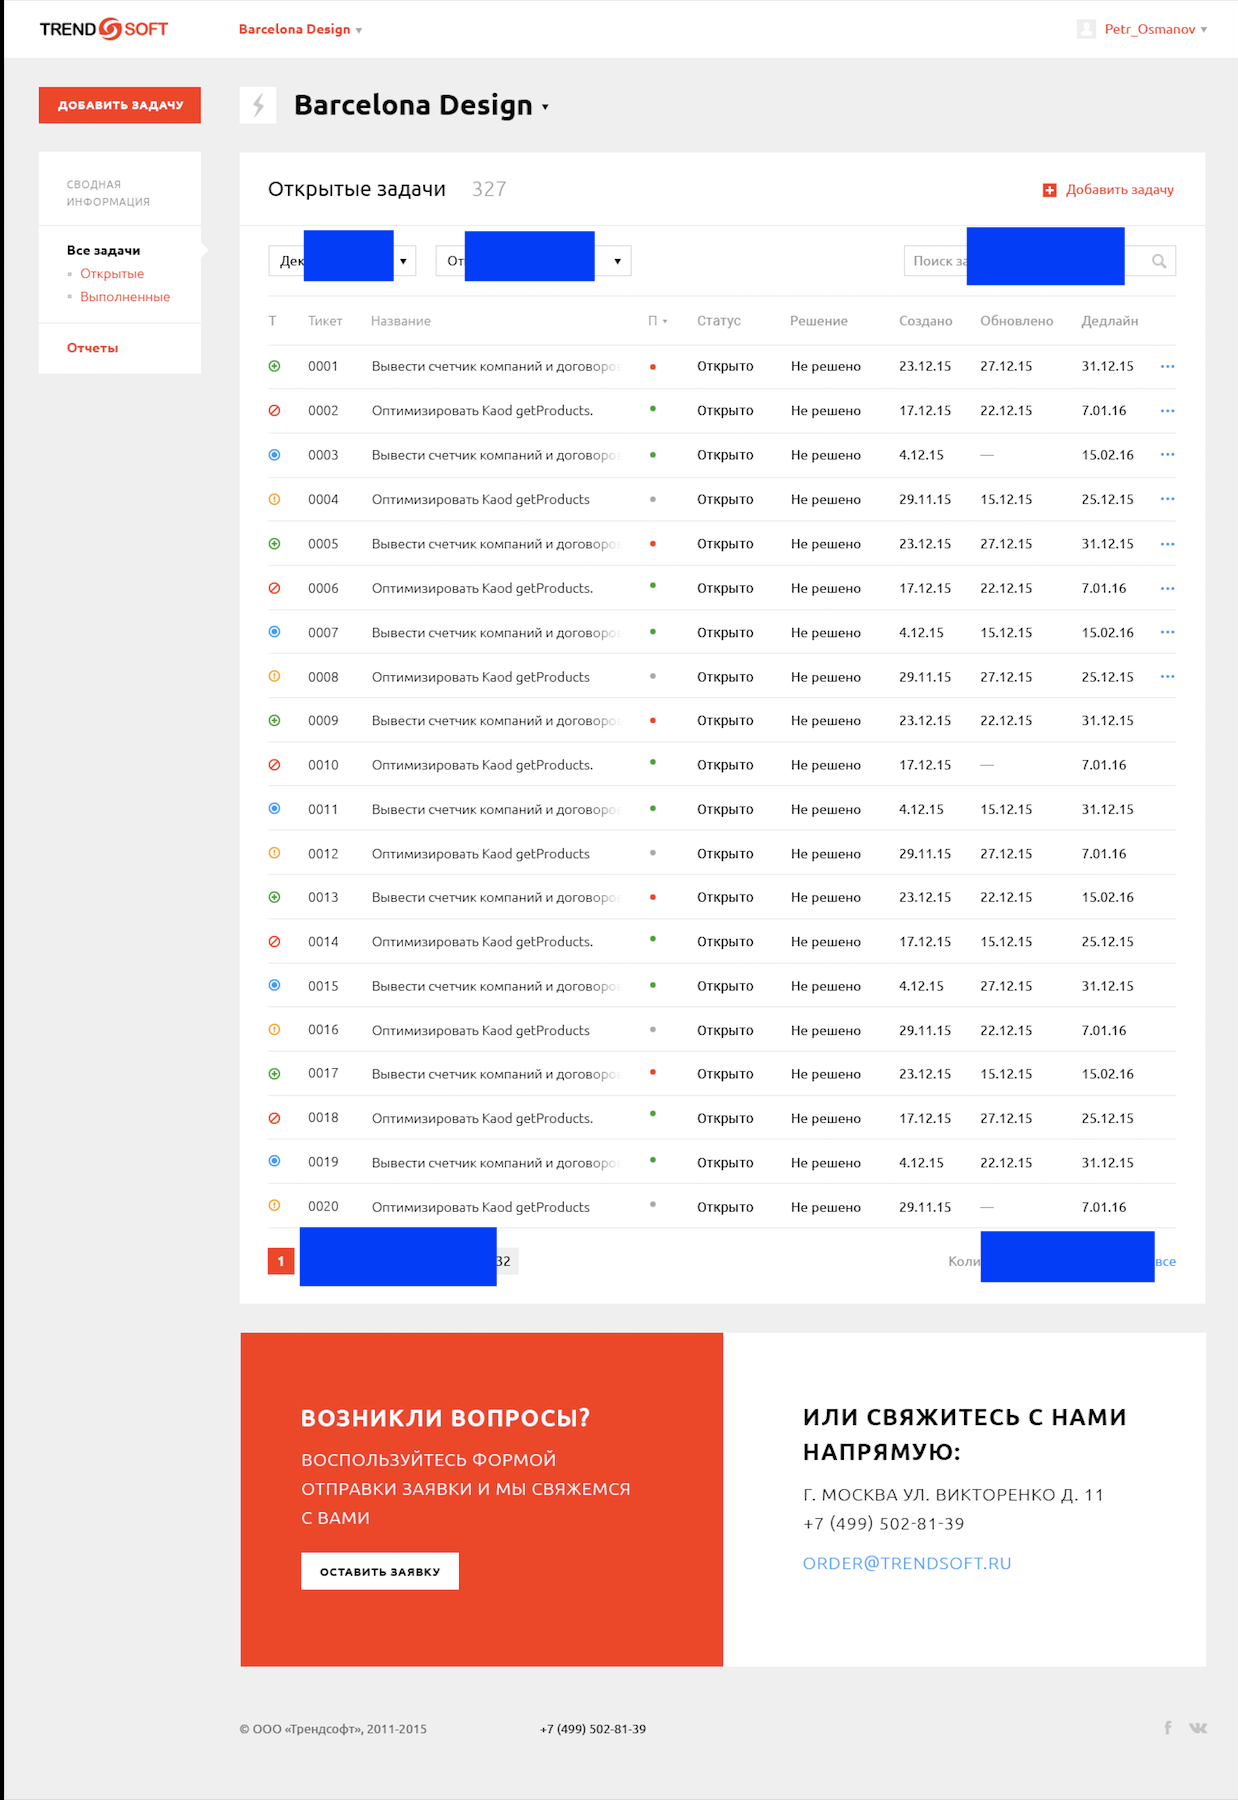 TREND SOFT
Barcelona Design
Petr_Osmanov
ДОБАВИТЬ ЗАДАЧУ
Barcelona Design
СВОДНАЯ
ИНФОРМАЦИЯ
Все задачи
Открытые
Выполненные
Отчеты
Открытые задачи 327
Добавить задачу
Поиск
Т Тикет Название П Статус Решение Создано Обновлено Дедлайн
0001 Вывести счетчик компаний и договоров Открыто Не решено 23.12.15 27.12.15 31.12.15
0002 Оптимизировать Kaod getProducts. Открыто Не решено 17.12.15 22.12.15 7.01.16
0003 Вывести счетчик компаний и договоров Открыто Не решено 4.12.15 — 15.02.16
0004 Оптимизировать Kaod getProducts Открыто Не решено 29.11.15 15.12.15 25.12.15
0005 Вывести счетчик компаний и договоров Открыто Не решено 23.12.15 27.12.15 31.12.15
0006 Оптимизировать Kaod getProducts. Открыто Не решено 17.12.15 22.12.15 7.01.16
0007 Вывести счетчик компаний и договоров Открыто Не решено 4.12.15 15.12.15 15.02.16
0008 Оптимизировать Kaod getProducts Открыто Не решено 29.11.15 27.12.15 25.12.15
0009 Вывести счетчик компаний и договоров Открыто Не решено 23.12.15 22.12.15 31.12.15
0010 Оптимизировать Kaod getProducts. Открыто Не решено 17.12.15 — 7.01.16
0011 Вывести счетчик компаний и договоров Открыто Не решено 4.12.15 15.12.15 31.12.15
0012 Оптимизировать Kaod getProducts Открыто Не решено 29.11.15 27.12.15 7.01.16
0013 Вывести счетчик компаний и договоров Открыто Не решено 23.12.15 22.12.15 15.02.16
0014 Оптимизировать Kaod getProducts. Открыто Не решено 17.12.15 15.12.15 25.12.15
0015 Вывести счетчик компаний и договоров Открыто Не решено 4.12.15 27.12.15 31.12.15
0016 Оптимизировать Kaod getProducts Открыто Не решено 29.11.15 22.12.15 7.01.16
0017 Вывести счетчик компаний и договоров Открыто Не решено 23.12.15 15.12.15 15.02.16
0018 Оптимизировать Kaod getProducts. Открыто Не решено 17.12.15 27.12.15 25.12.15
0019 Вывести счетчик компаний и договоров Открыто Не решено 4.12.15 22.12.15 31.12.15
0020 Оптимизировать Kaod getProducts Открыто Не решено 29.11.15 — 7.01.16
1 32 все
ВОЗНИКЛИ ВОПРОСЫ?
ВОСПОЛЬЗУЙТЕСЬ ФОРМОЙ
ОТПРАВКИ ЗАЯВКИ И МЫ СВЯЖЕМСЯ
С ВАМИ
ОСТАВИТЬ ЗАЯВКУ
ИЛИ СВЯЖИТЕСЬ С НАМИ
НАПРЯМУЮ:
Г. МОСКВА УЛ. ВИКТОРЕНКО Д. 11
+7 (499) 502-81-39
ORDER@TRENDSOFT.RU
© ООО «Трендсофт», 2011-2015
+7 (499) 502-81-39